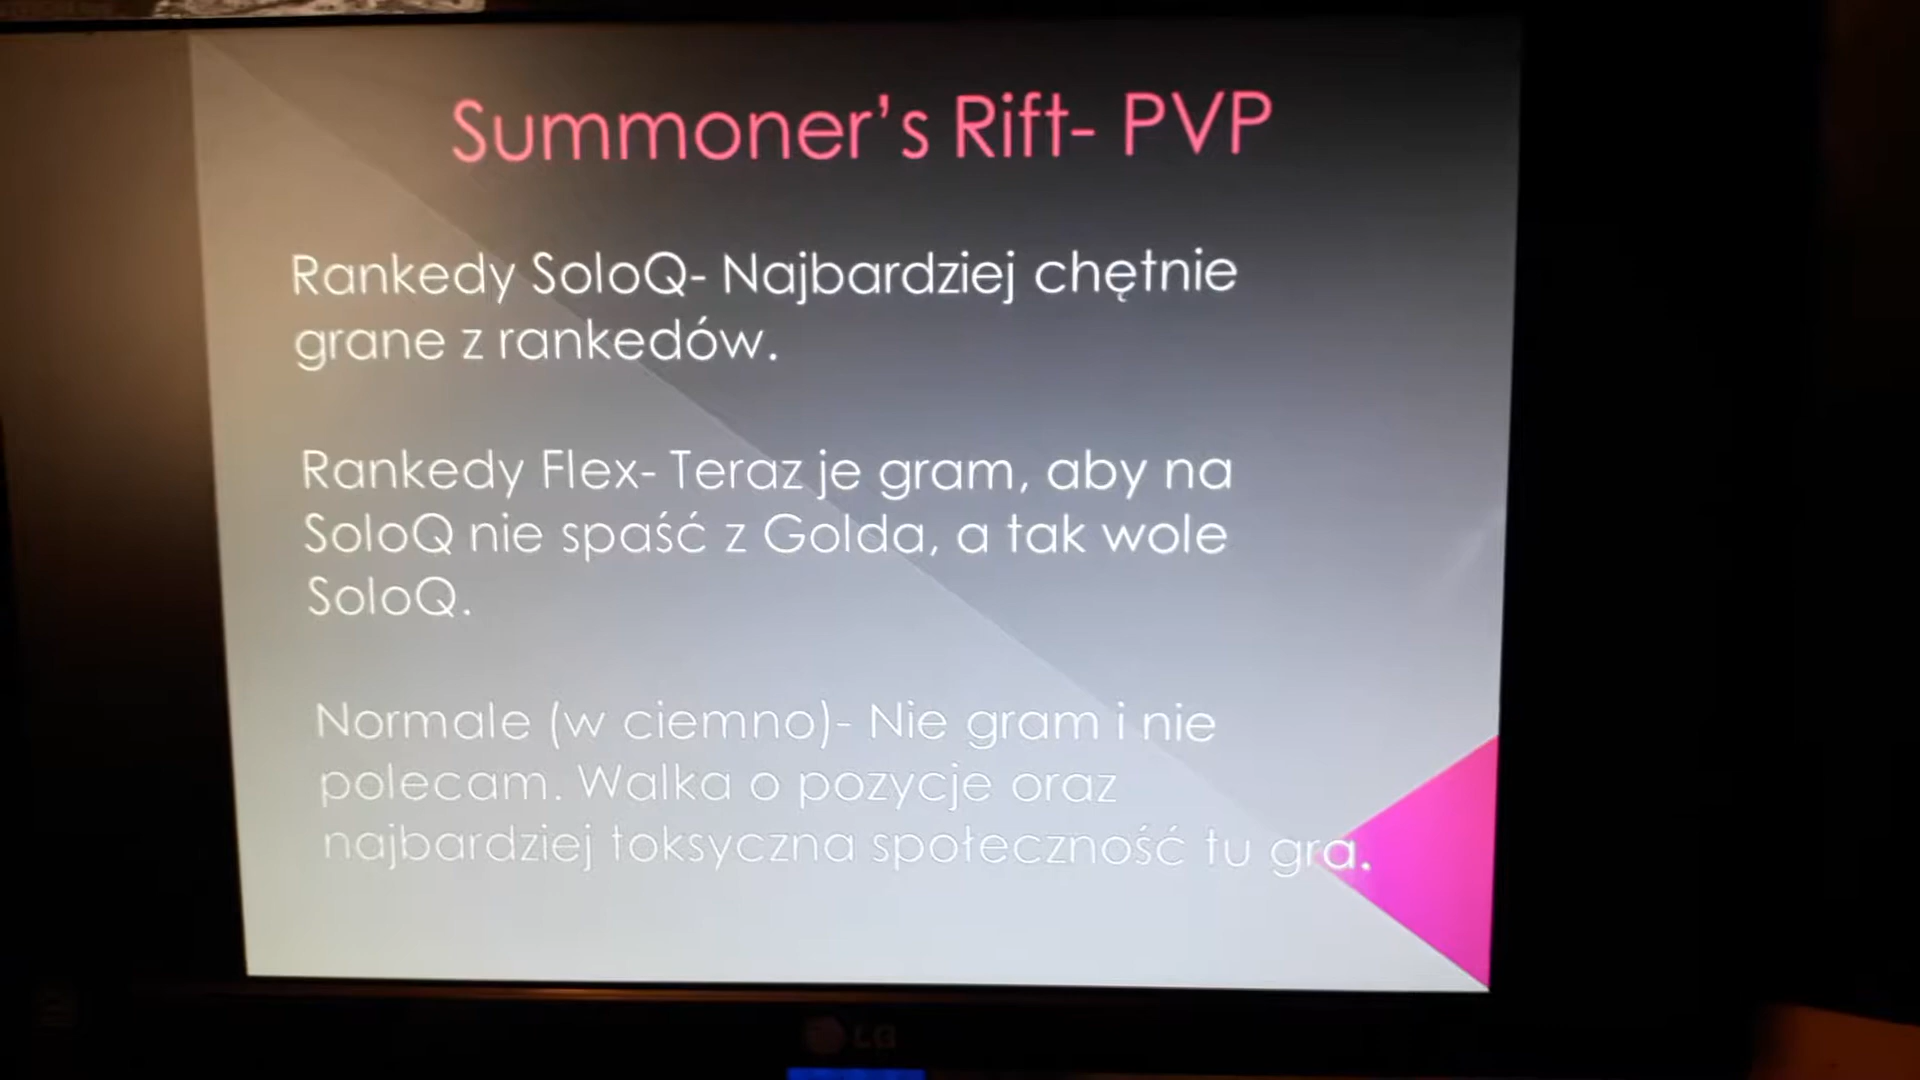 Summoner's Rift- PVP
Rankedy SoloQ- Najbardziej chętnie
grane z rankedów.
Rankedy Flex- Teraz je gram, aby na
SoloQ nie spaść z Golda, a tak wole
SoloQ.
Normale (w ciemno)- Nie gram i nie
polecam. Walka o pozycje oraz
najbardziej toksyczna społeczność tu gra.
LG